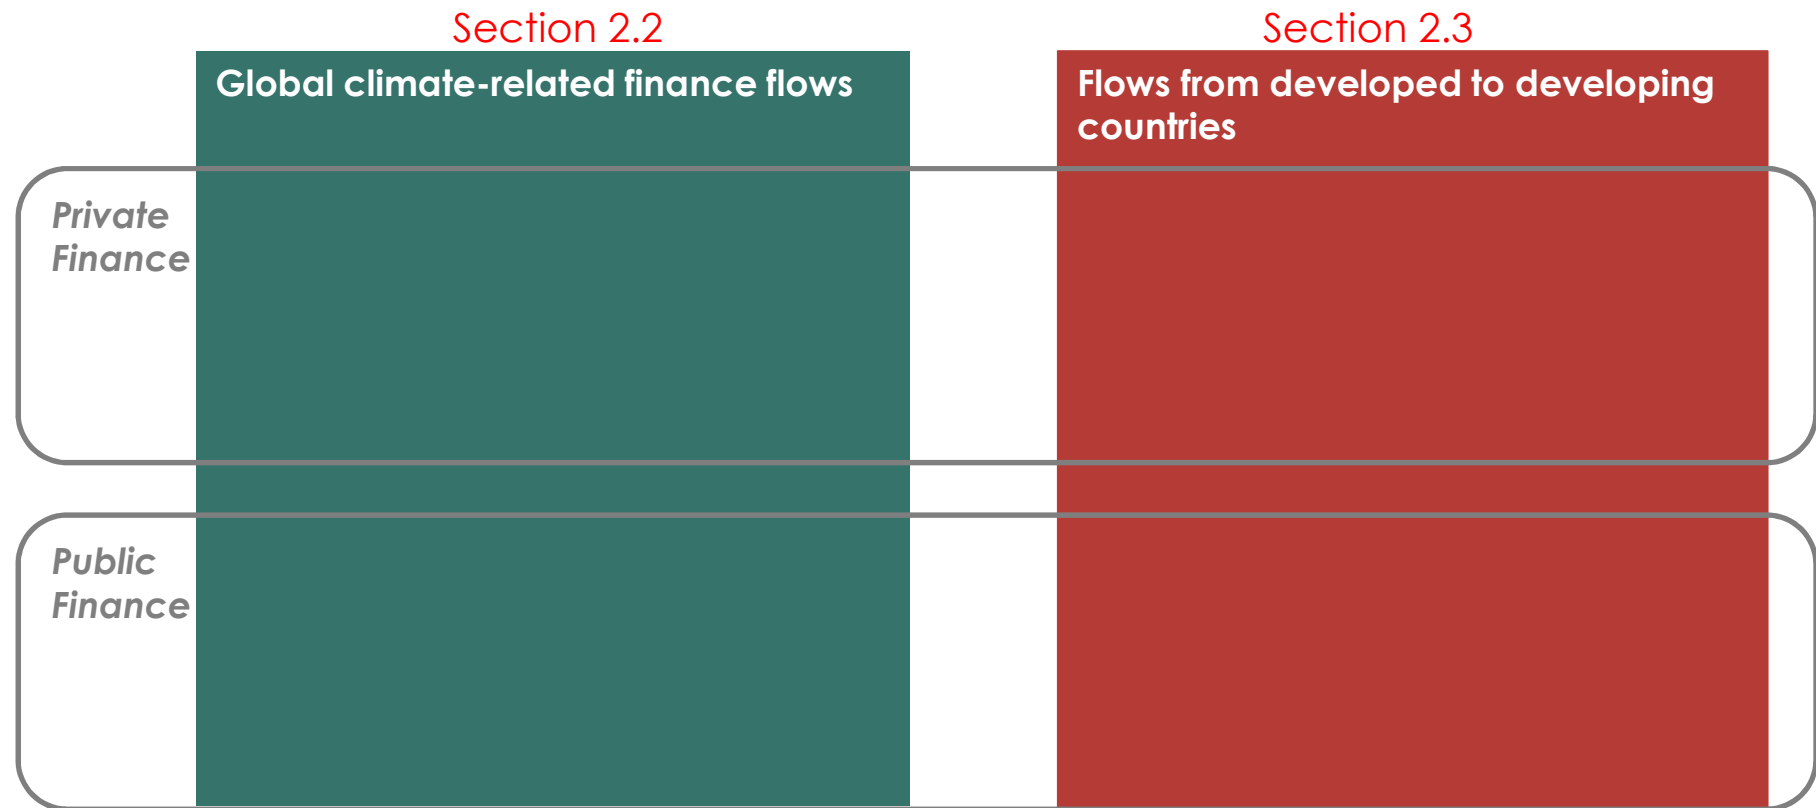 Section 2.2
Section 2.3
Global climate-related finance flows
Flows from developed to developing
countries
Private
Finance
Public
Finance